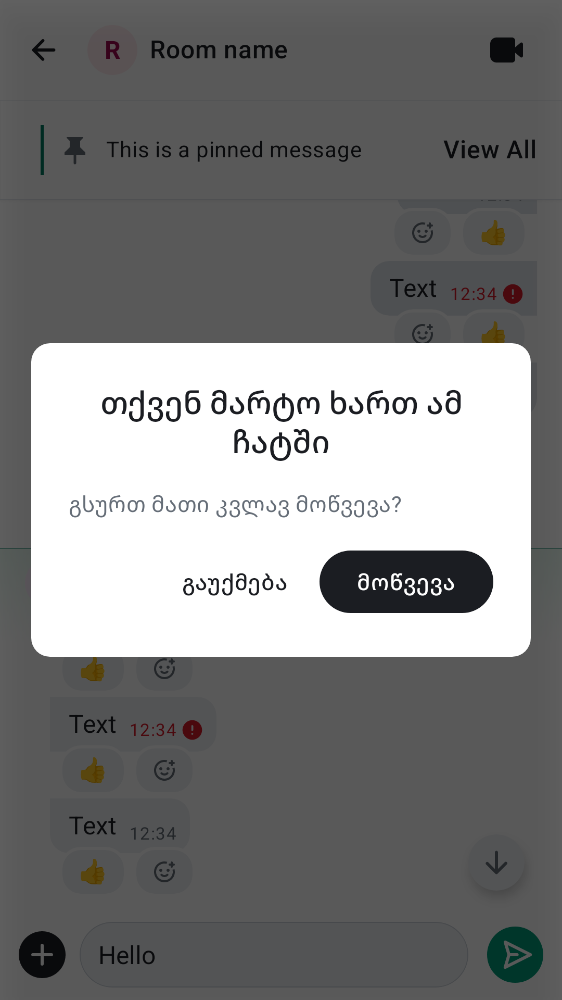 R Room name
This is a pinned message View All
Text 12:34
თქვენ მარტო ხართ ამ
ჩატში
გსურთ მათი კვლავ მოწვევა?
გაუქმება მოწვევა
Text 12:34
Text 12:34
Hello